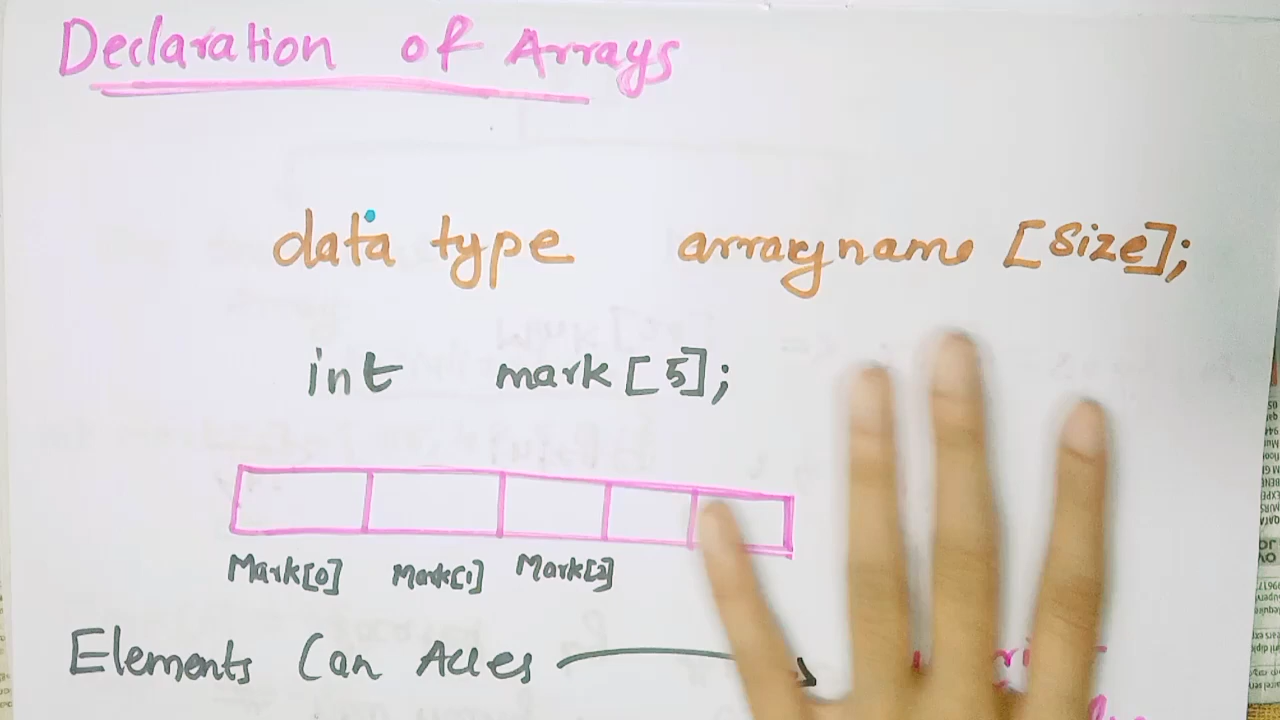 Declaration of Arrays
data type arrayname [Size];
int mark[5];
Mark[0] Mark[1] Mark[2]
Elements Can Acces